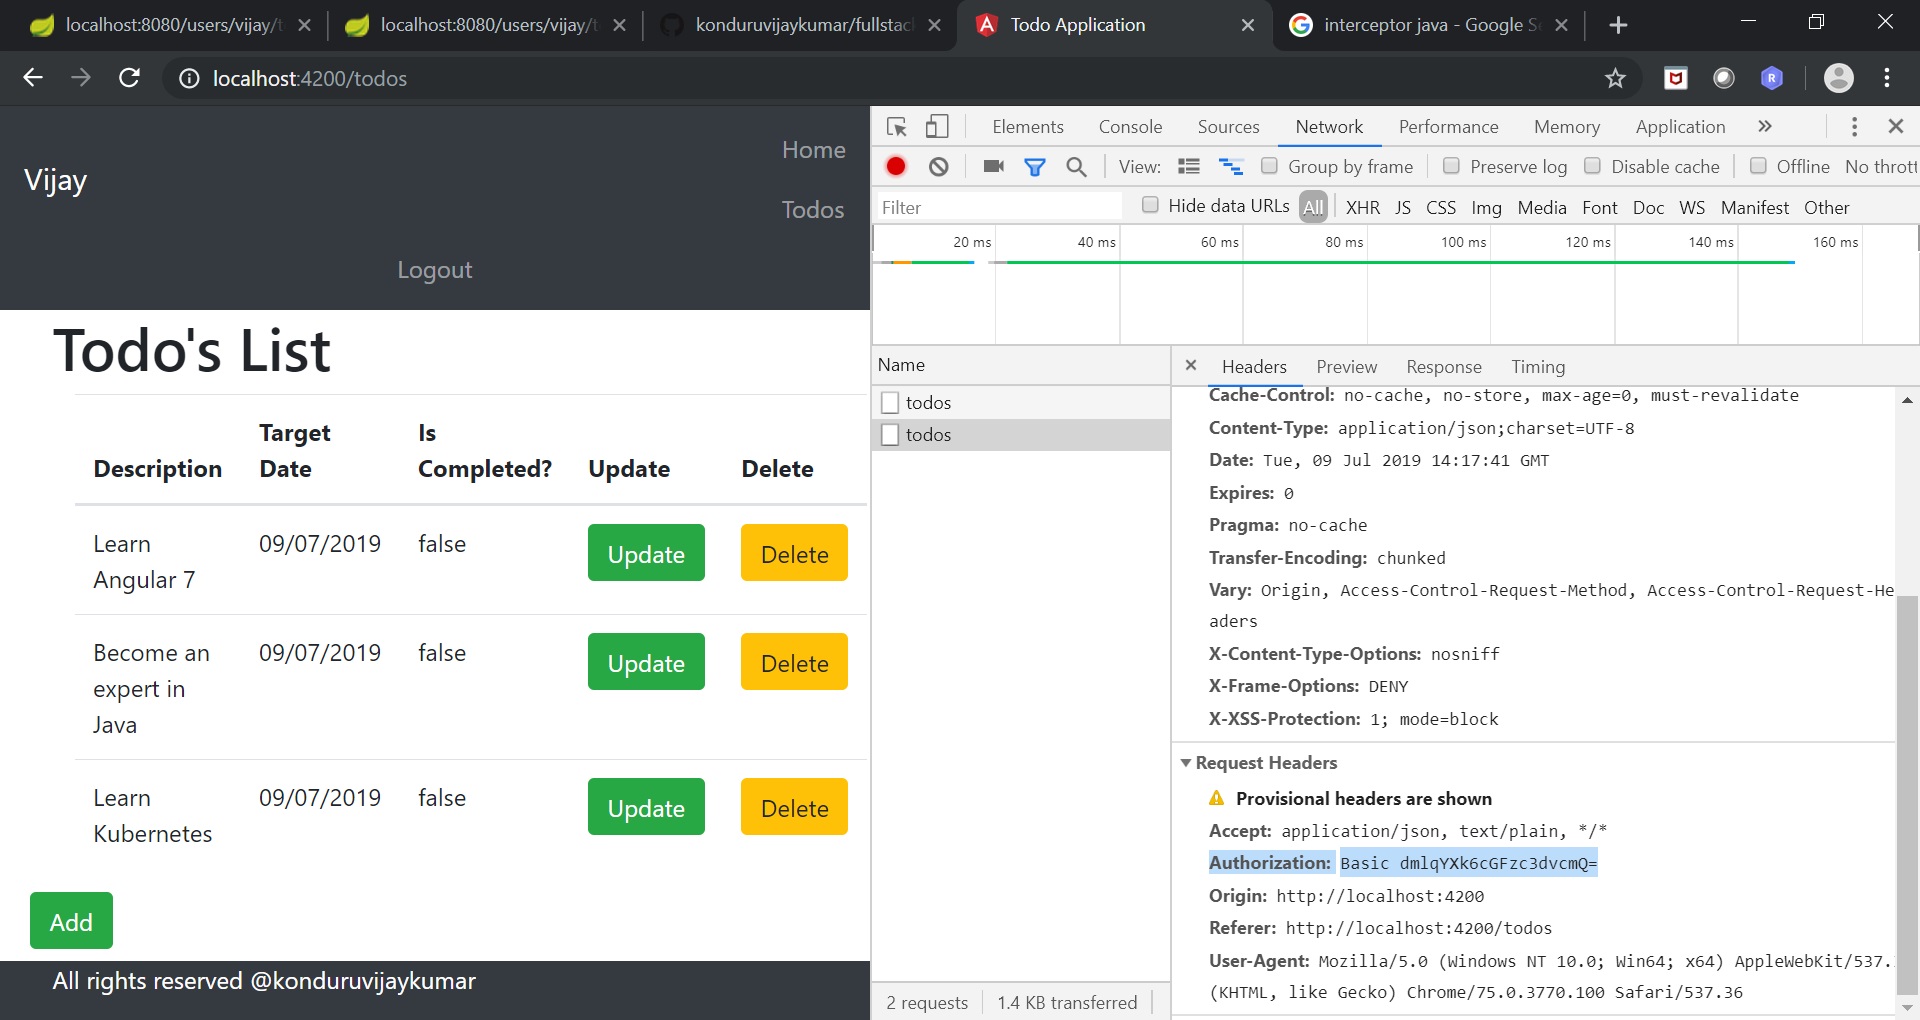 localhost:8080/users/vijay/t
localhost:8080/users/vijay/t
konduruvijaykumar/fullstac
Todo Application
interceptor java - Google Se
localhost:4200/todos
Vijay
Home
Todos
Logout
Todo's List
Description Target Date Is Completed? Update Delete
Learn Angular 7 09/07/2019 false Update Delete
Become an expert in Java 09/07/2019 false Update Delete
Learn Kubernetes 09/07/2019 false Update Delete
Add
All rights reserved @konduruvijaykumar
Elements Console Sources Network Performance Memory Application
View: Group by frame Preserve log Disable cache Offline No thrott
Filter Hide data URLs All XHR JS CSS Img Media Font Doc WS Manifest Other
20 ms 40 ms 60 ms 80 ms 100 ms 120 ms 140 ms 160 ms
Name
todos
todos
2 requests 1.4 KB transferred
Headers Preview Response Timing
Cache-Control: no-cache, no-store, max-age=0, must-revalidate
Content-Type: application/json;charset=UTF-8
Date: Tue, 09 Jul 2019 14:17:41 GMT
Expires: 0
Pragma: no-cache
Transfer-Encoding: chunked
Vary: Origin, Access-Control-Request-Method, Access-Control-Request-He
aders
X-Content-Type-Options: nosniff
X-Frame-Options: DENY
X-XSS-Protection: 1; mode=block
Request Headers
Provisional headers are shown
Accept: application/json, text/plain, */*
Authorization: Basic dmlqYXk6cGFzc3dvcmQ=
Origin: http://localhost:4200
Referer: http://localhost:4200/todos
User-Agent: Mozilla/5.0 (Windows NT 10.0; Win64; x64) AppleWebKit/537.
(KHTML, like Gecko) Chrome/75.0.3770.100 Safari/537.36